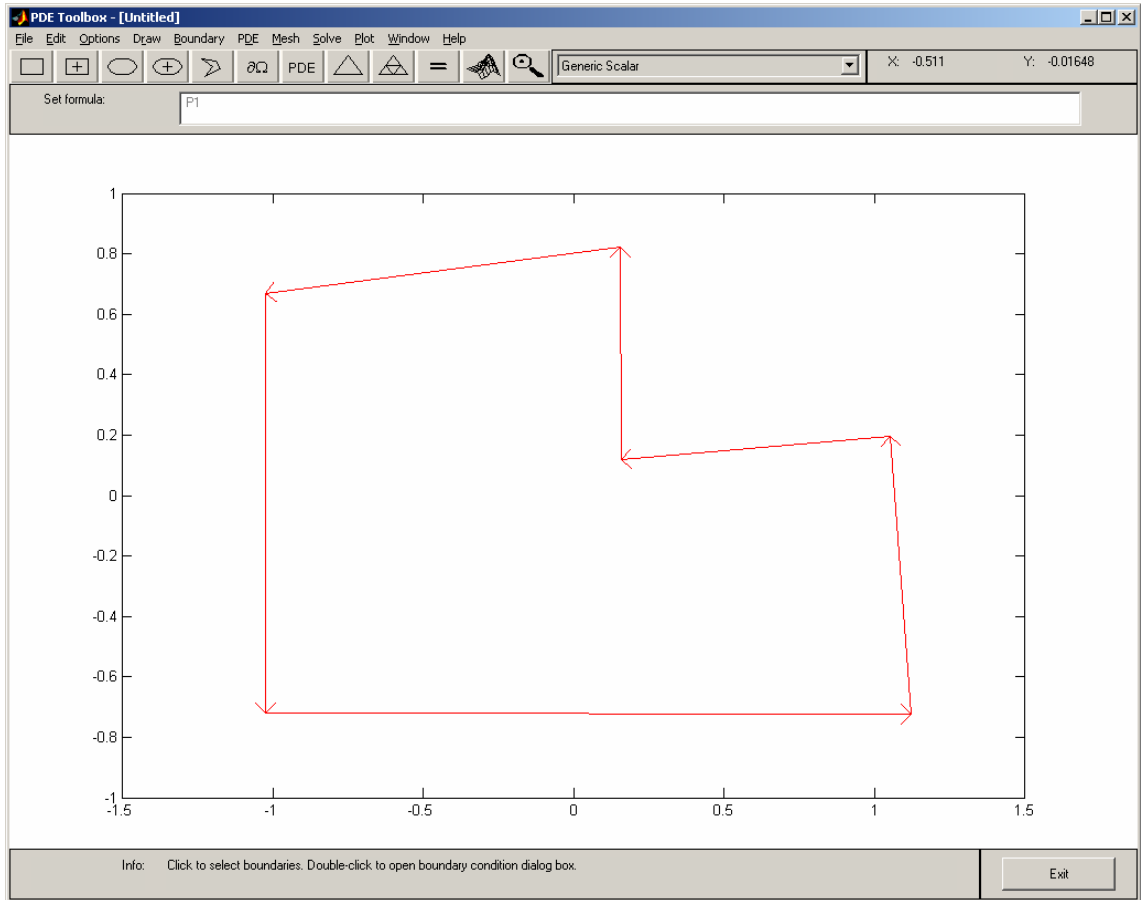 PDE Toolbox - [Untitled]
File Edit Options Draw Boundary PDE Mesh Solve Plot Window Help
∂Ω PDE = Generic Scalar X: -0.511 Y: -0.01648
Set formula: P1
1
0.8
0.6
0.4
0.2
0
-0.2
-0.4
-0.6
-0.8
-1
-1.5 -1 -0.5 0 0.5 1 1.5
Info: Click to select boundaries. Double-click to open boundary condition dialog box.
Exit